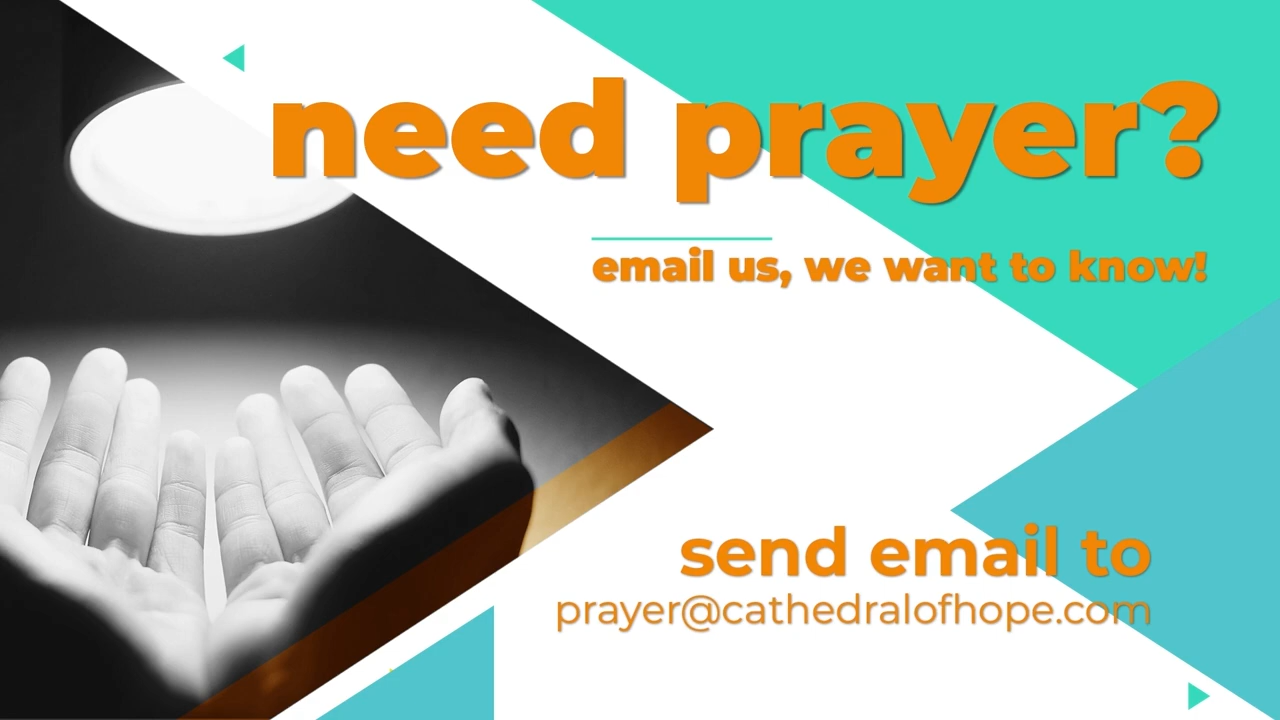 need prayer?
email us, we want to know!
send email to
prayer@cathedralofhope.com